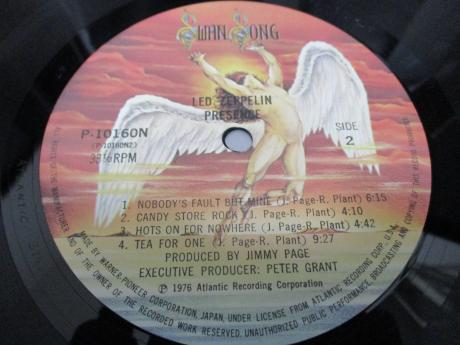 SWAN SONG
LED ZEPPELIN
PRESENCE
P-10160N
(P-10160N2)
33⅓RPM
SIDE
2
1. NOBODY'S FAULT BUT MINE (J. Page-R. Plant) 6:15
2. CANDY STORE ROCK (J. Page-R. Plant) 4:10
3. HOTS ON FOR NOWHERE (J. Page-R. Plant) 4:42
4. TEA FOR ONE (J. Page-R. Plant) 9:27
PRODUCED BY JIMMY PAGE
EXECUTIVE PRODUCER: PETER GRANT
Ⓟ 1976 Atlantic Recording Corporation
MADE BY WARNER-PIONEER CORPORATION, JAPAN, UNDER LICENSE FROM ATLANTIC RECORDING CORP., U.S.A.
AND OF THE OWNER OF THE RECORDED WORK RESERVED. UNAUTHORIZED PUBLIC PERFORMANCE, BROADCASTING AND